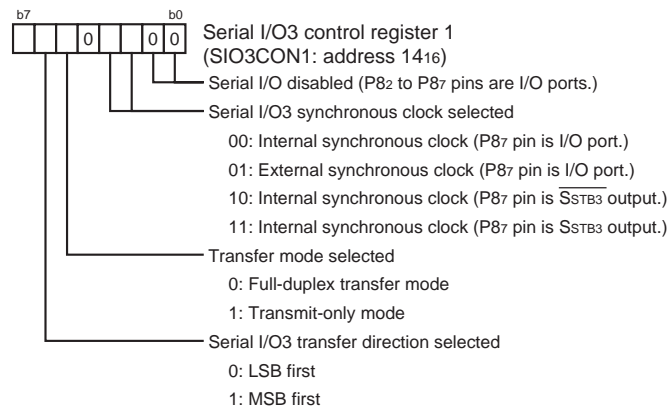 b7 b0
0 0 0
Serial I/O3 control register 1
(SIO3CON1: address 14₁₆)
Serial I/O disabled (P8₂ to P8₇ pins are I/O ports.)
Serial I/O3 synchronous clock selected
00: Internal synchronous clock (P8₇ pin is I/O port.)
01: External synchronous clock (P8₇ pin is I/O port.)
10: Internal synchronous clock (P8₇ pin is S̅S̅T̅B̅3̅ output.)
11: Internal synchronous clock (P8₇ pin is SSTB3 output.)
Transfer mode selected
0: Full-duplex transfer mode
1: Transmit-only mode
Serial I/O3 transfer direction selected
0: LSB first
1: MSB first